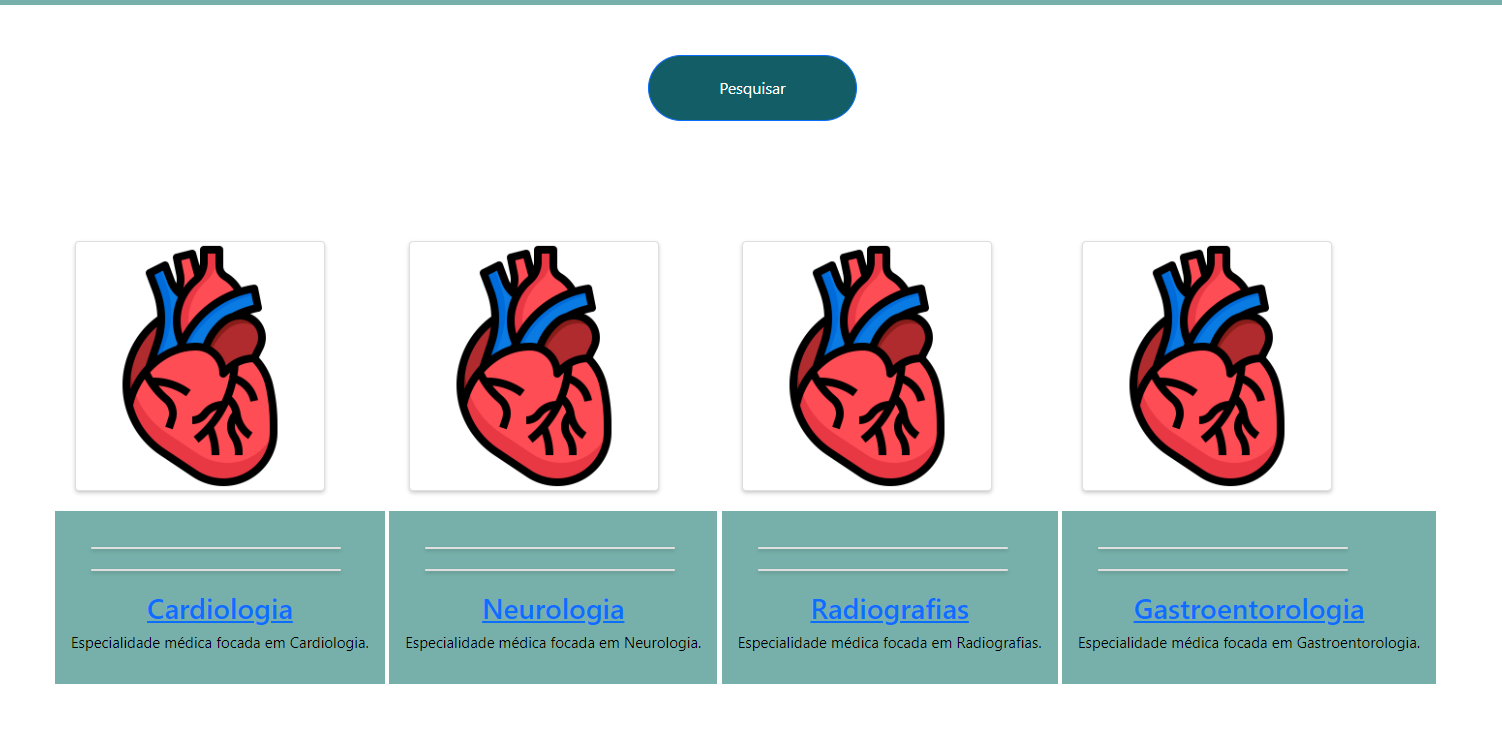 Pesquisar
Cardiologia
Especialidade médica focada em Cardiologia.
Neurologia
Especialidade médica focada em Neurologia.
Radiografias
Especialidade médica focada em Radiografias.
Gastroentorologia
Especialidade médica focada em Gastroentorologia.